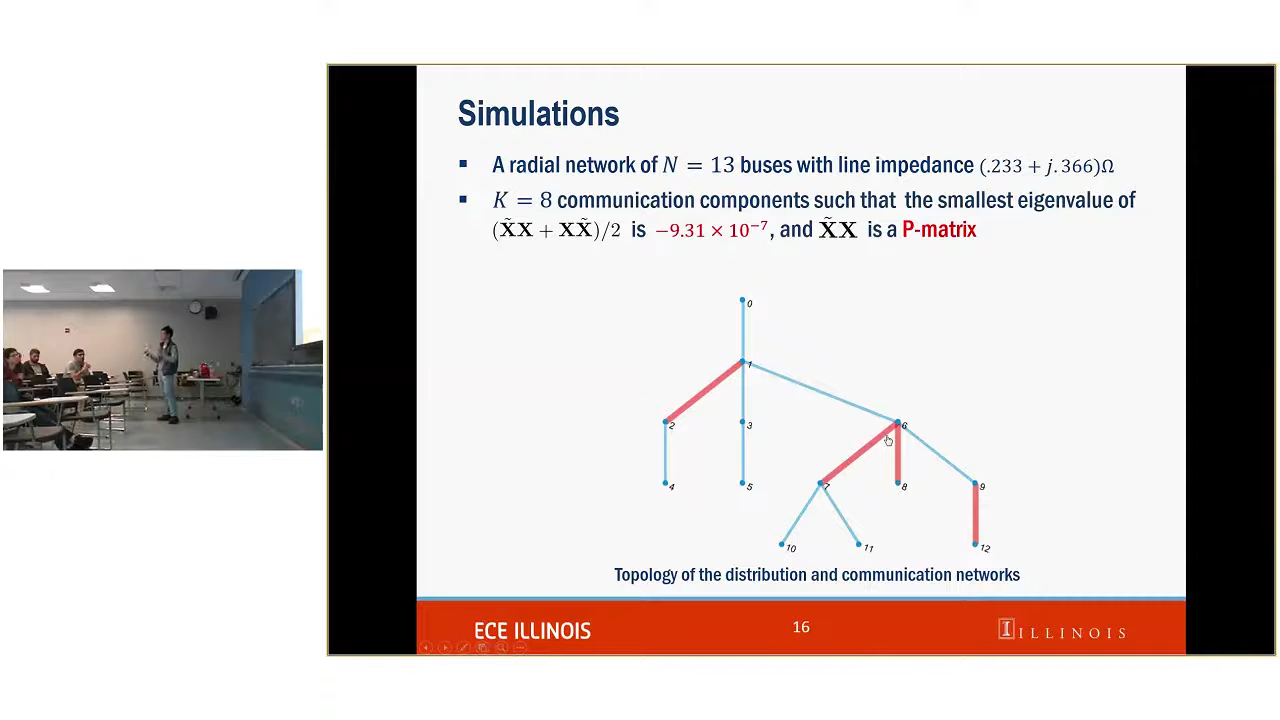 Simulations
▪ A radial network of N = 13 buses with line impedance (.233 + j.366)Ω
▪ K = 8 communication components such that the smallest eigenvalue of
(X̃X + XX̃)/2 is −9.31 × 10⁻⁷, and X̃X is a P-matrix
0
1
2
3
6
4
5
7
8
9
10
11
12
Topology of the distribution and communication networks
ECE ILLINOIS
16
I ILLINOIS